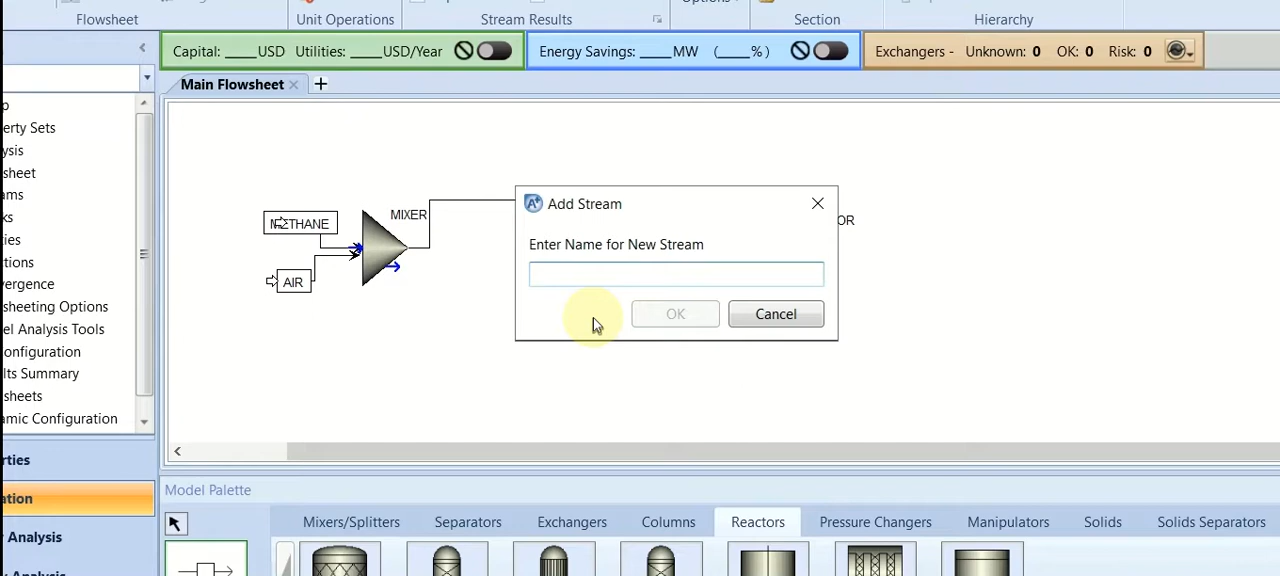 Flowsheet
Unit Operations
Stream Results
Section
Hierarchy
Capital: ____USD Utilities: ____USD/Year
Energy Savings: ____MW (____%)
Exchangers - Unknown: 0 OK: 0 Risk: 0
Main Flowsheet
+
p
erty Sets
ysis
sheet
ams
ks
ies
ctions
vergence
sheeting Options
el Analysis Tools
onfiguration
lts Summary
sheets
amic Configuration
rties
ation
Analysis
METHANE
MIXER
AIR
OR
Add Stream
Enter Name for New Stream
OK
Cancel
Model Palette
Mixers/Splitters
Separators
Exchangers
Columns
Reactors
Pressure Changers
Manipulators
Solids
Solids Separators